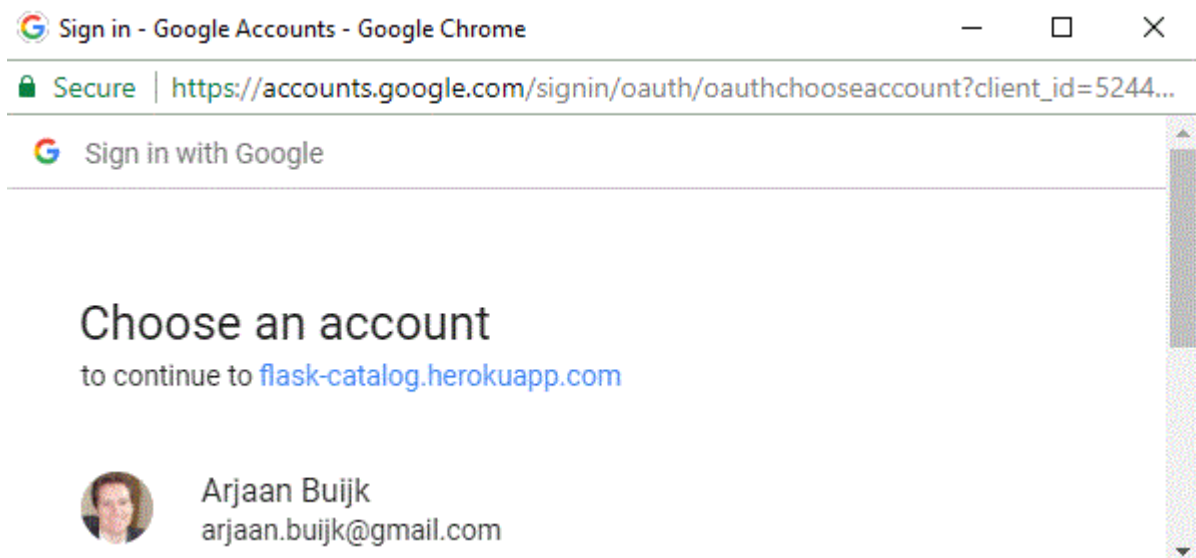 Sign in - Google Accounts - Google Chrome
Secure https://accounts.google.com/signin/oauth/oauthchooseaccount?client_id=5244...
Sign in with Google
Choose an account
to continue to flask-catalog.herokuapp.com
Arjaan Buijk
arjaan.buijk@gmail.com